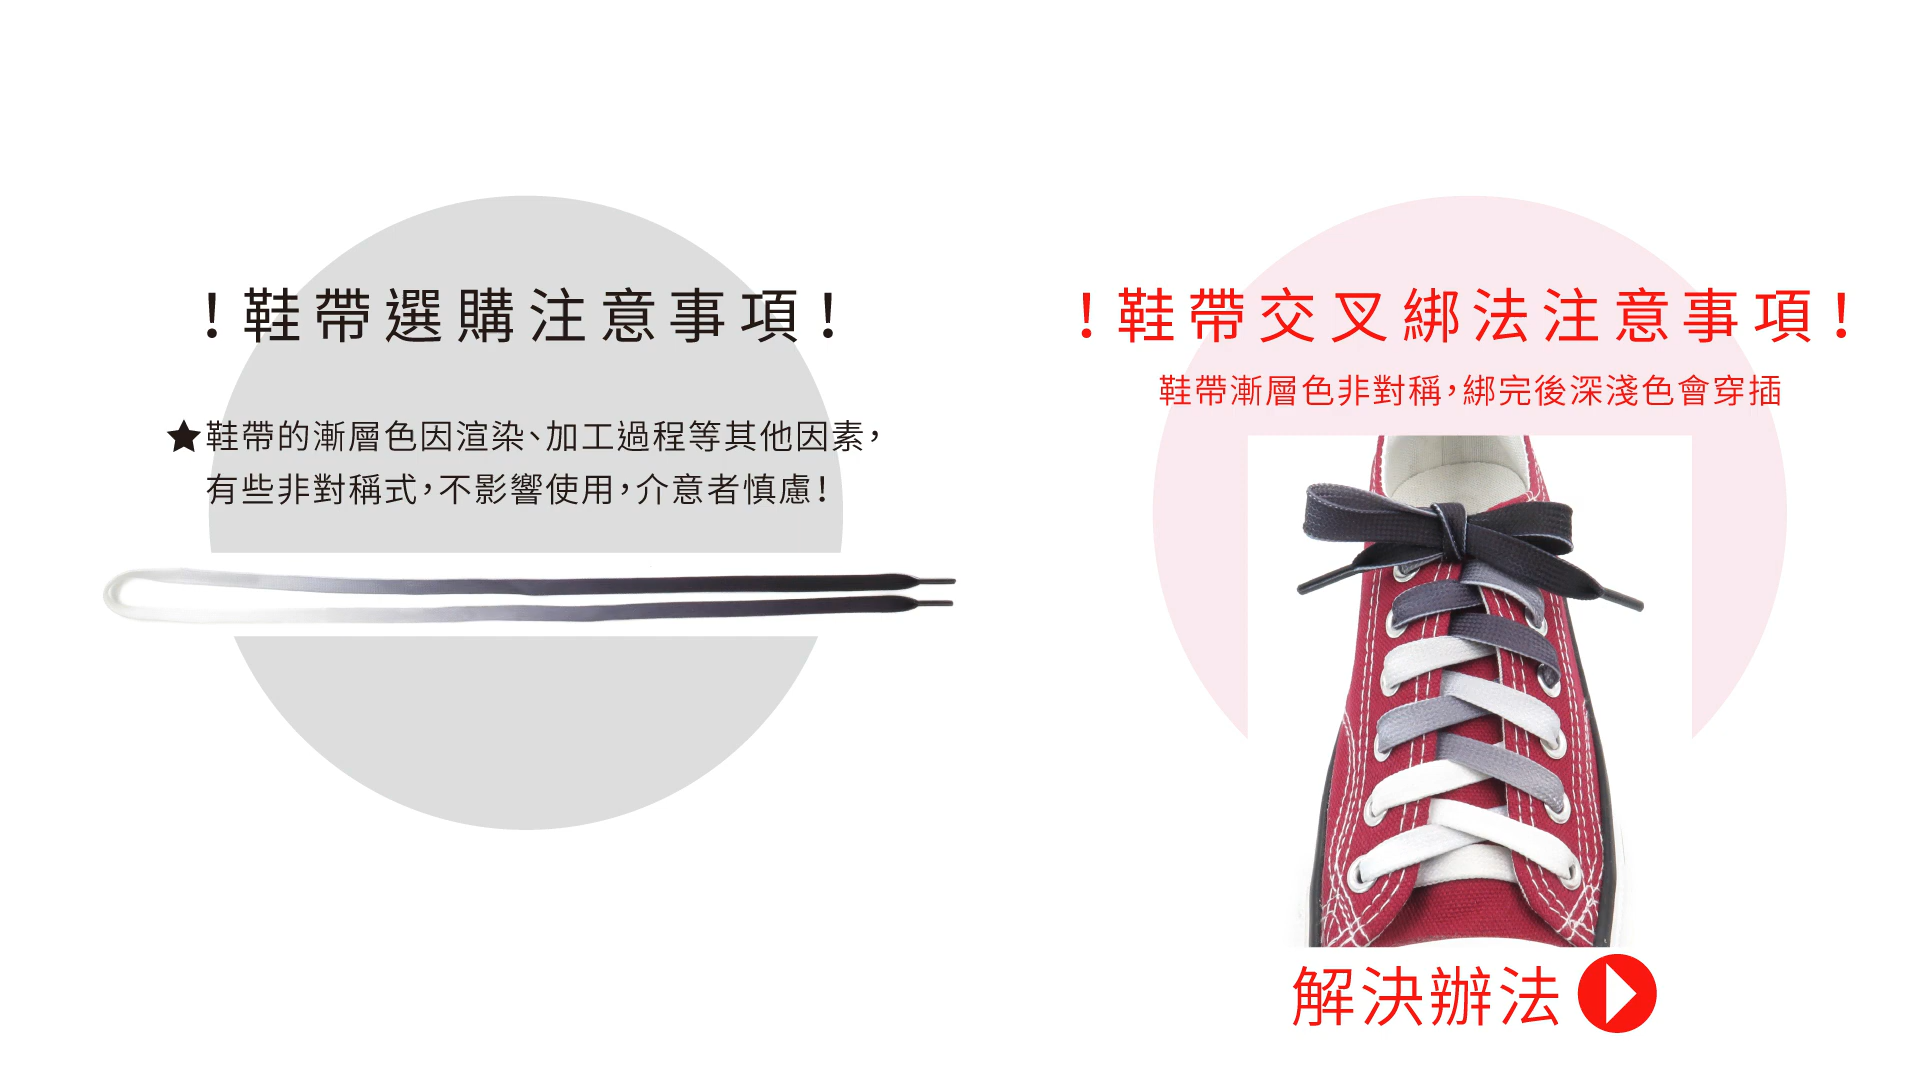 ！鞋帶選購注意事項！
★鞋帶的漸層色因渲染、加工過程等其他因素，
有些非對稱式，不影響使用，介意者慎慮！
！鞋帶交叉綁法注意事項！
鞋帶漸層色非對稱，綁完後深淺色會穿插
解決辦法